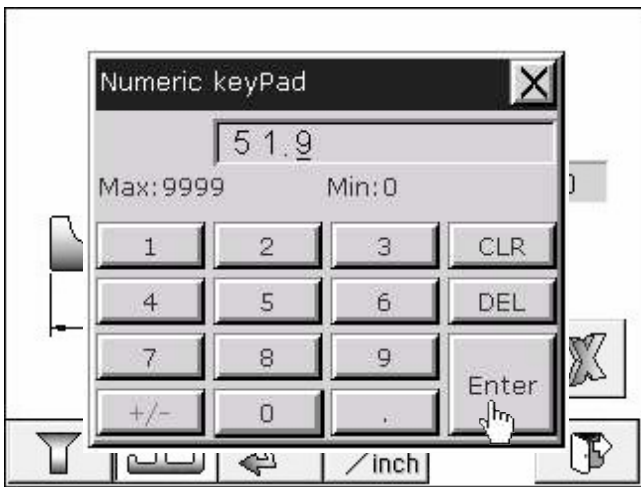 Numeric keyPad
51.9
Max:9999 Min:0
1 2 3 CLR
4 5 6 DEL
7 8 9
Enter
+/- 0 .
/inch